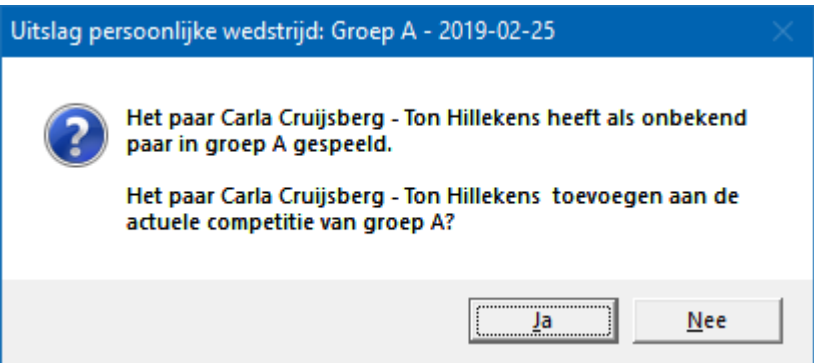 Uitslag persoonlijke wedstrijd: Groep A - 2019-02-25
Het paar Carla Cruijsberg - Ton Hillekens heeft als onbekend
paar in groep A gespeeld.
Het paar Carla Cruijsberg - Ton Hillekens  toevoegen aan de
actuele competitie van groep A?
Ja
Nee